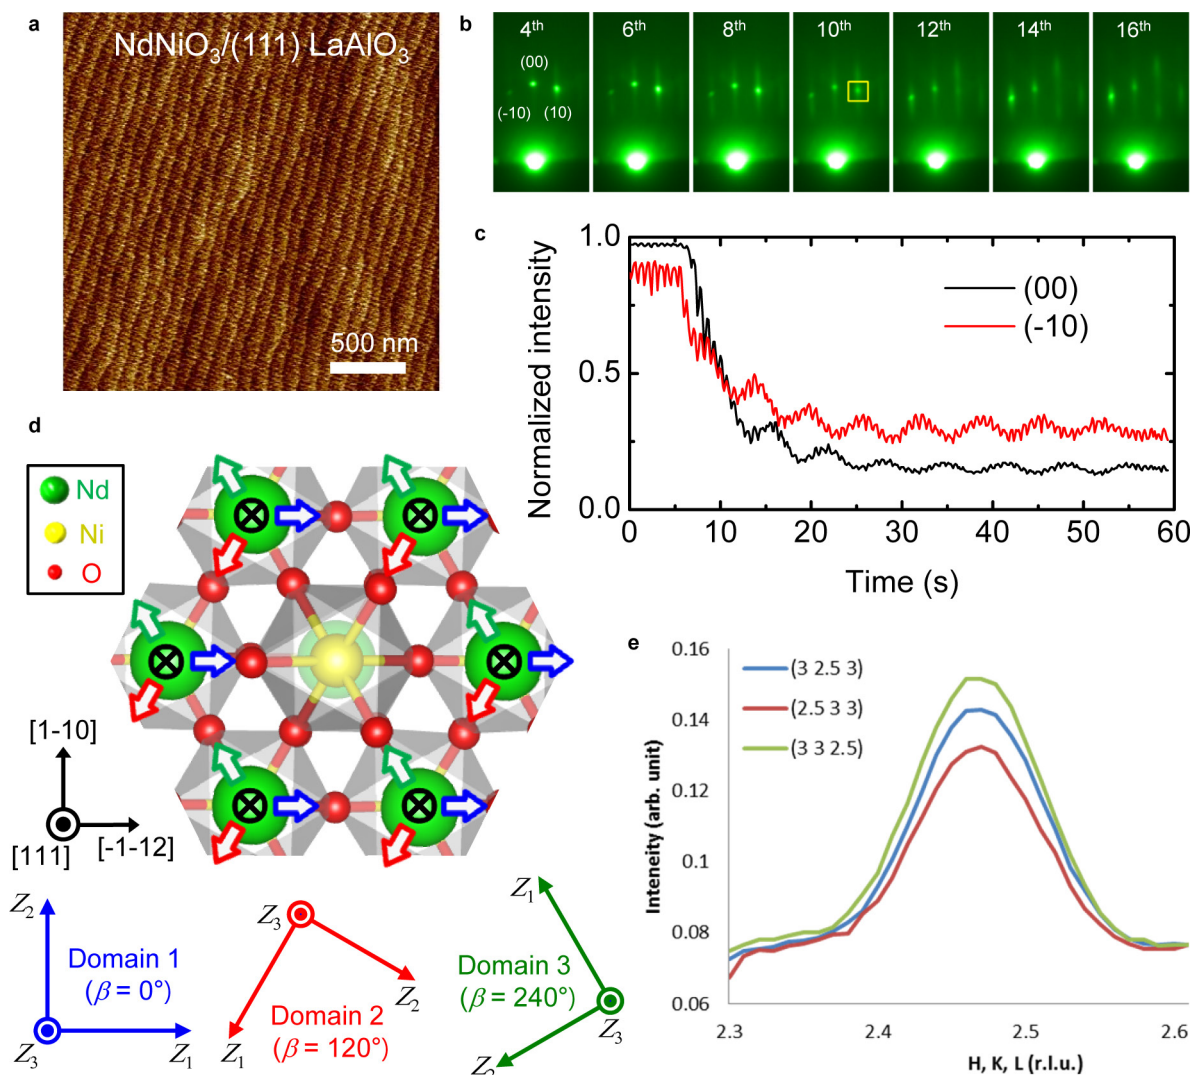 a
NdNiO₃/(111) LaAlO₃
500 nm
b
4th
6th
8th
10th
12th
14th
16th
(00)
(-10)
(10)
c
Normalized intensity
1.0
0.5
0.0
(00)
(-10)
0
10
20
30
40
50
60
Time (s)
d
Nd
Ni
O
[1-10]
[111]
[-1-12]
Z₂
Domain 1
(β = 0°)
Z₃
Z₁
Z₃
Domain 2
(β = 120°)
Z₂
Z₁
Z₁
Domain 3
(β = 240°)
Z₃
Z₂
e
Inteneity (arb. unit)
0.16
0.14
0.12
0.1
0.08
0.06
(3 2.5 3)
(2.5 3 3)
(3 3 2.5)
2.3
2.4
2.5
2.6
H, K, L (r.l.u.)